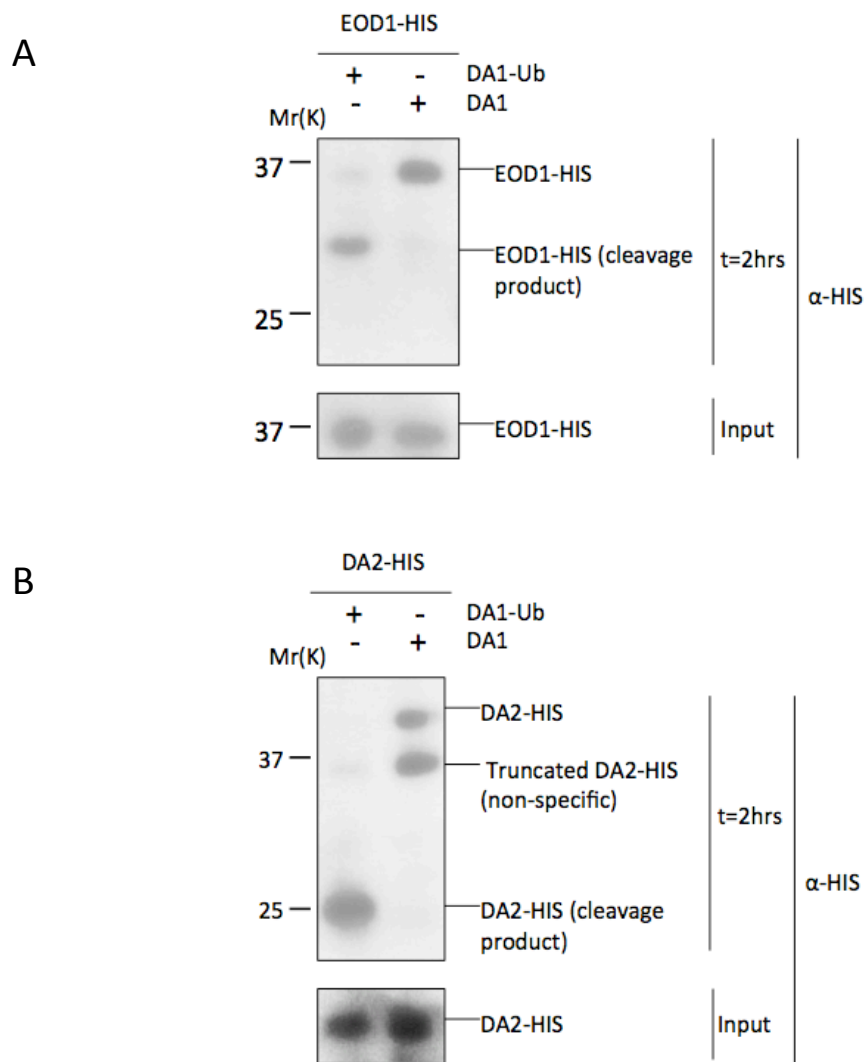 A
EOD1-HIS
+ - DA1-Ub
- + DA1
Mr(K)
37
EOD1-HIS
EOD1-HIS (cleavage
product)
25
t=2hrs
α-HIS
37
EOD1-HIS
Input
B
DA2-HIS
+ - DA1-Ub
- + DA1
Mr(K)
DA2-HIS
37
Truncated DA2-HIS
(non-specific)
t=2hrs
α-HIS
25
DA2-HIS (cleavage
product)
DA2-HIS
Input